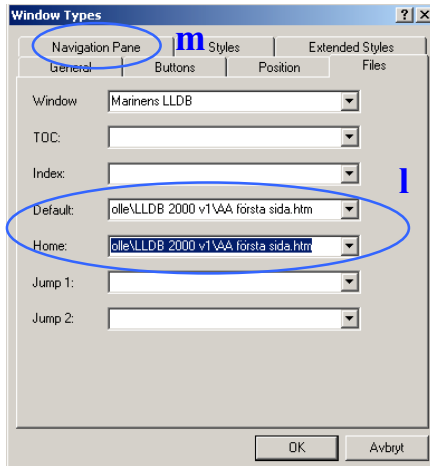 Window Types
Navigation Pane
m
Styles
Extended Styles
General
Buttons
Position
Files
Window
Marinens LLDB
TOC:
Index:
l
Default:
olle\LLDB 2000 v1\AA första sida.htm
Home:
olle\LLDB 2000 v1\AA första sida.htm
Jump 1:
Jump 2:
OK
Avbryt